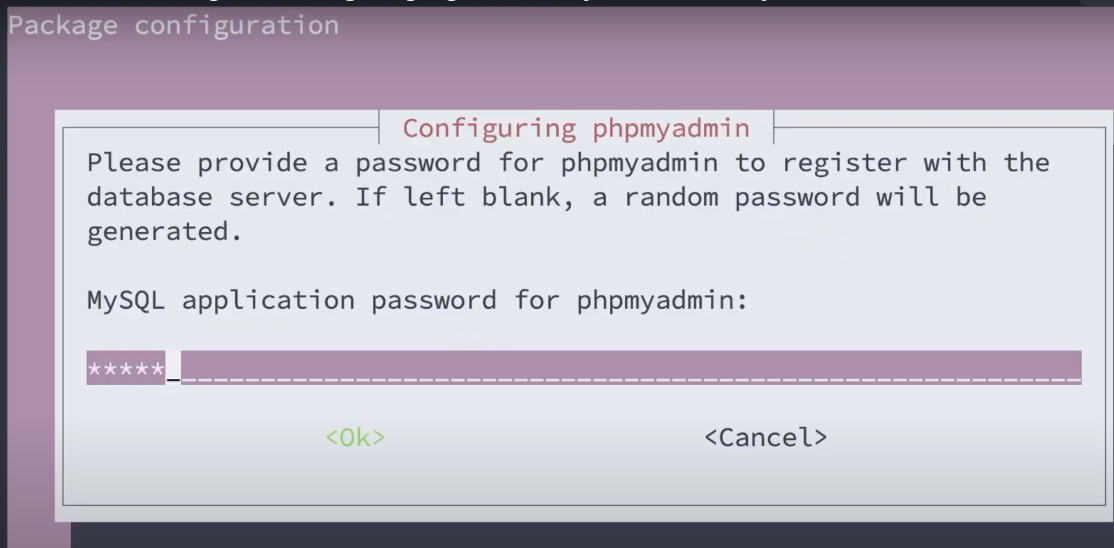 Package configuration
Configuring phpmyadmin
Please provide a password for phpmyadmin to register with the
database server. If left blank, a random password will be
generated.
MySQL application password for phpmyadmin:
*****_________________________________________________________
<Ok> <Cancel>